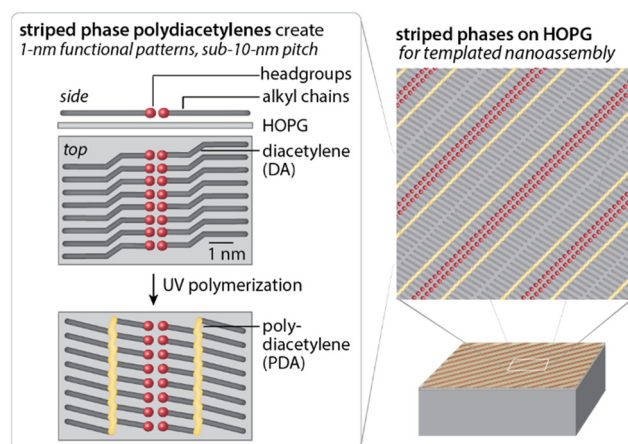 striped phase polydiacetylenes create
1-nm functional patterns, sub-10-nm pitch
headgroups
side
alkyl chains
HOPG
top
diacetylene
(DA)
1 nm
UV polymerization
poly-
diacetylene
(PDA)
striped phases on HOPG
for templated nanoassembly